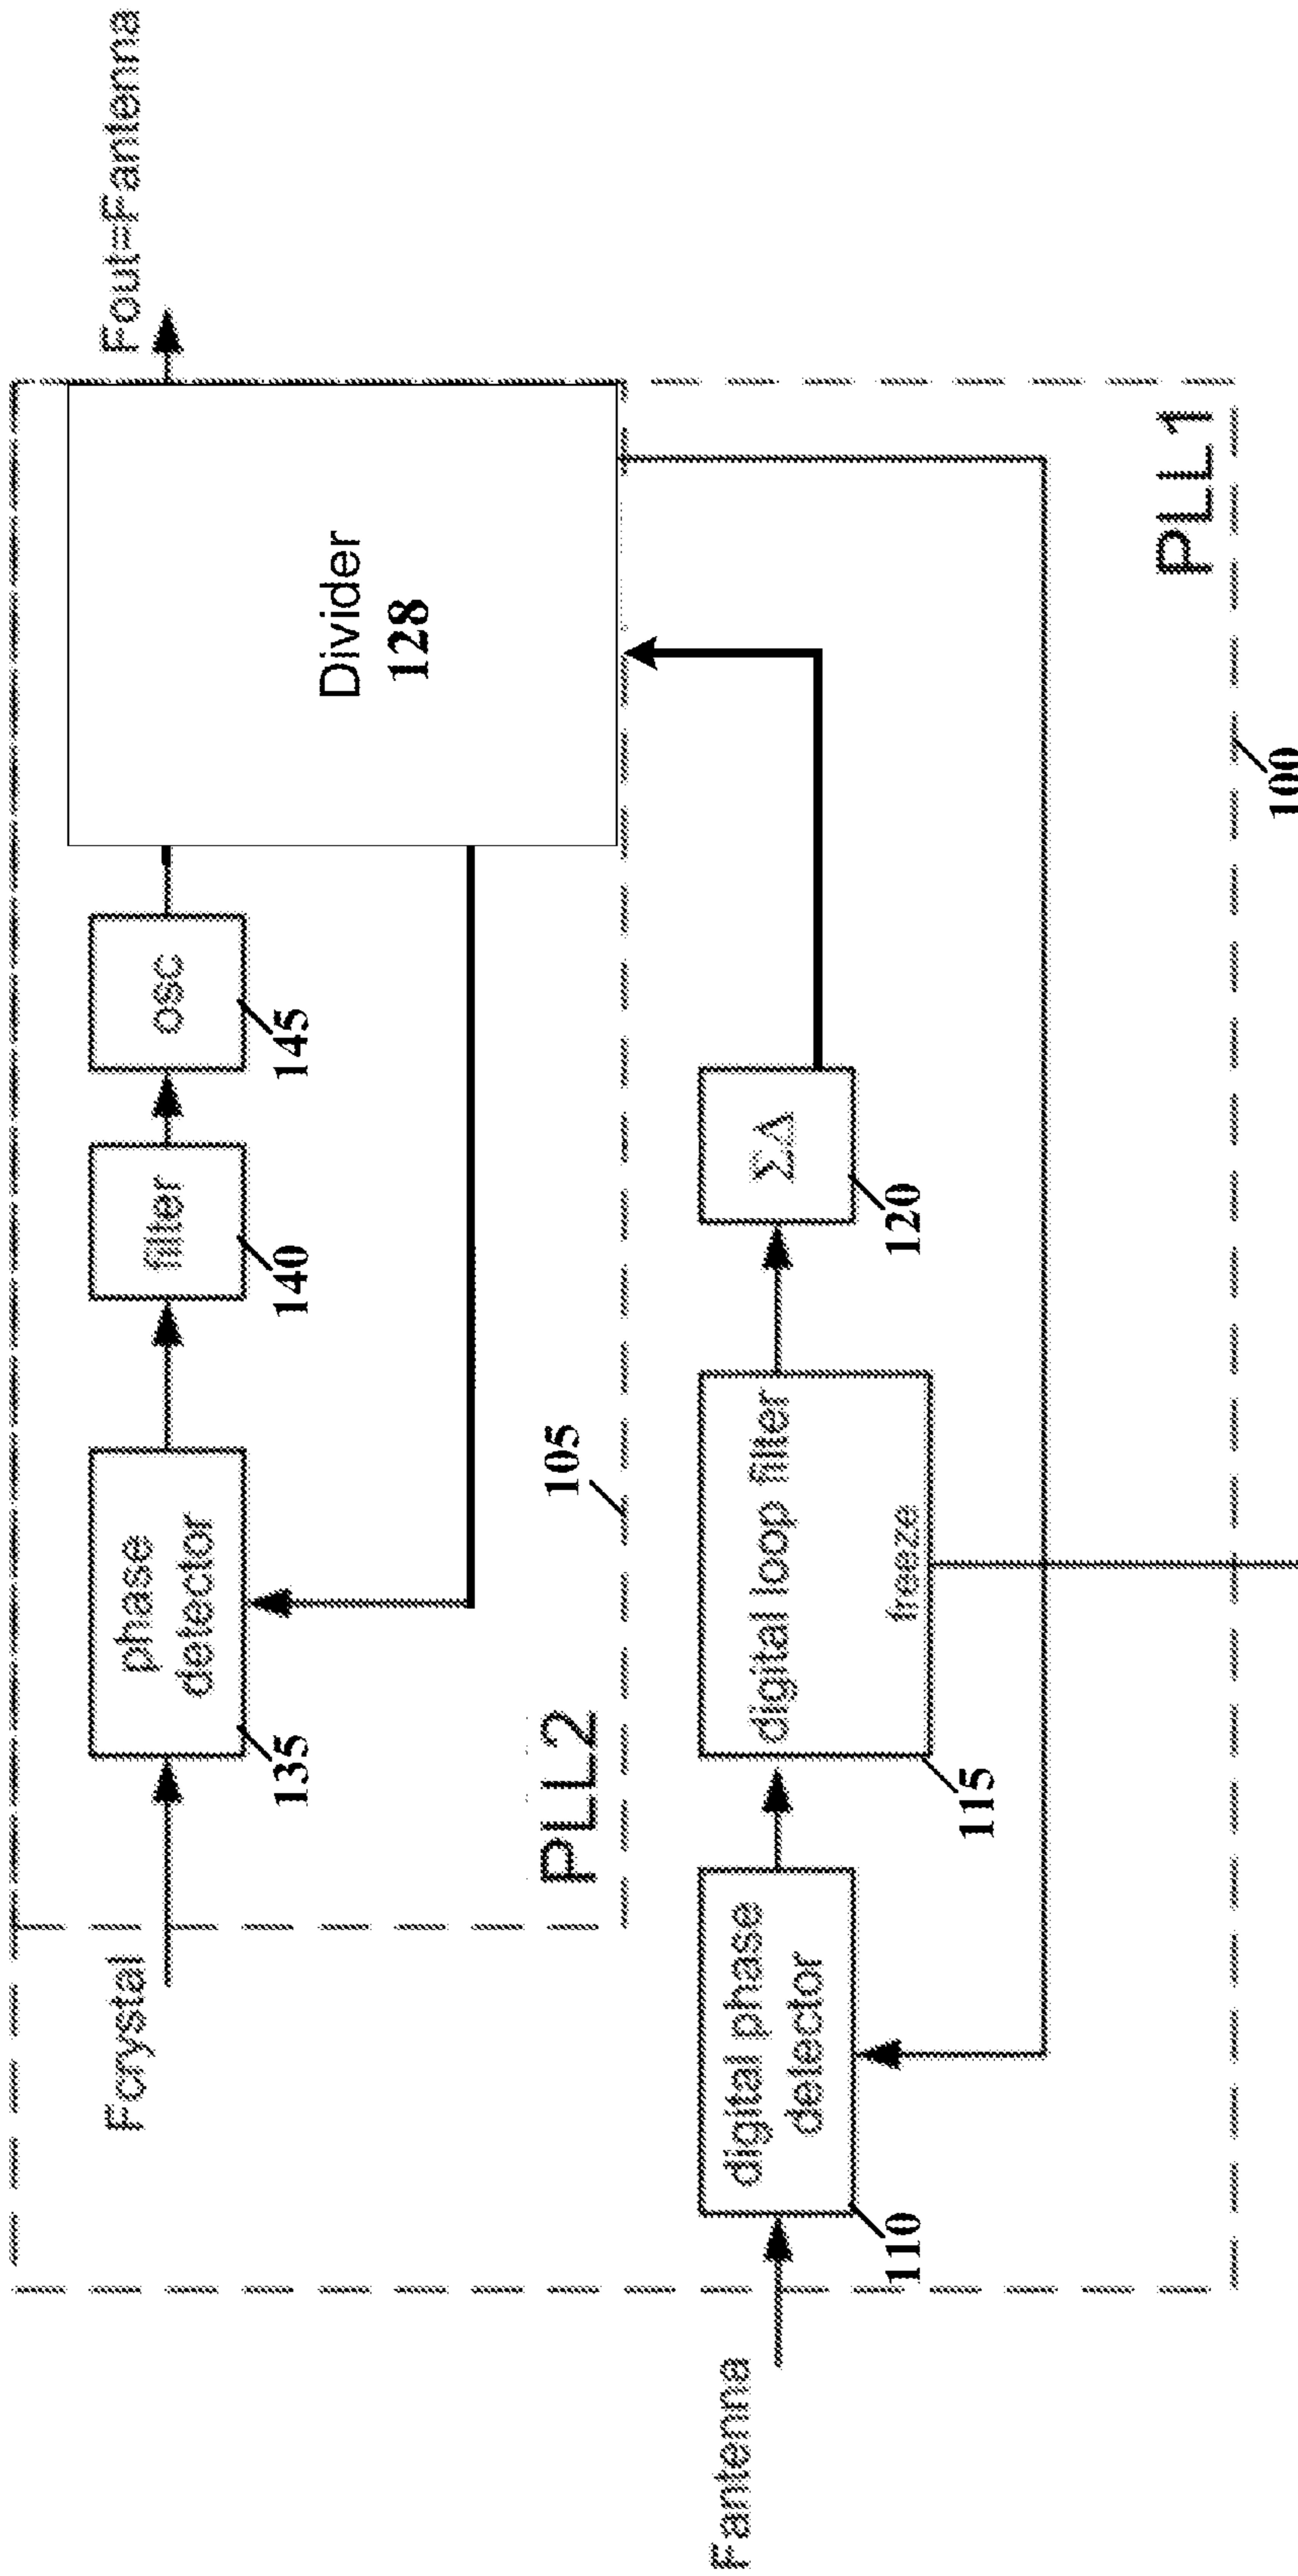 Fcrystal
phase
detector
135
filter
140
osc
145
Divider
128
Fout=Fantenna
PLL2
105
Fantenna
digital phase
detector
110
digital loop filter
freeze
115
ΣΔ
120
PLL1
100